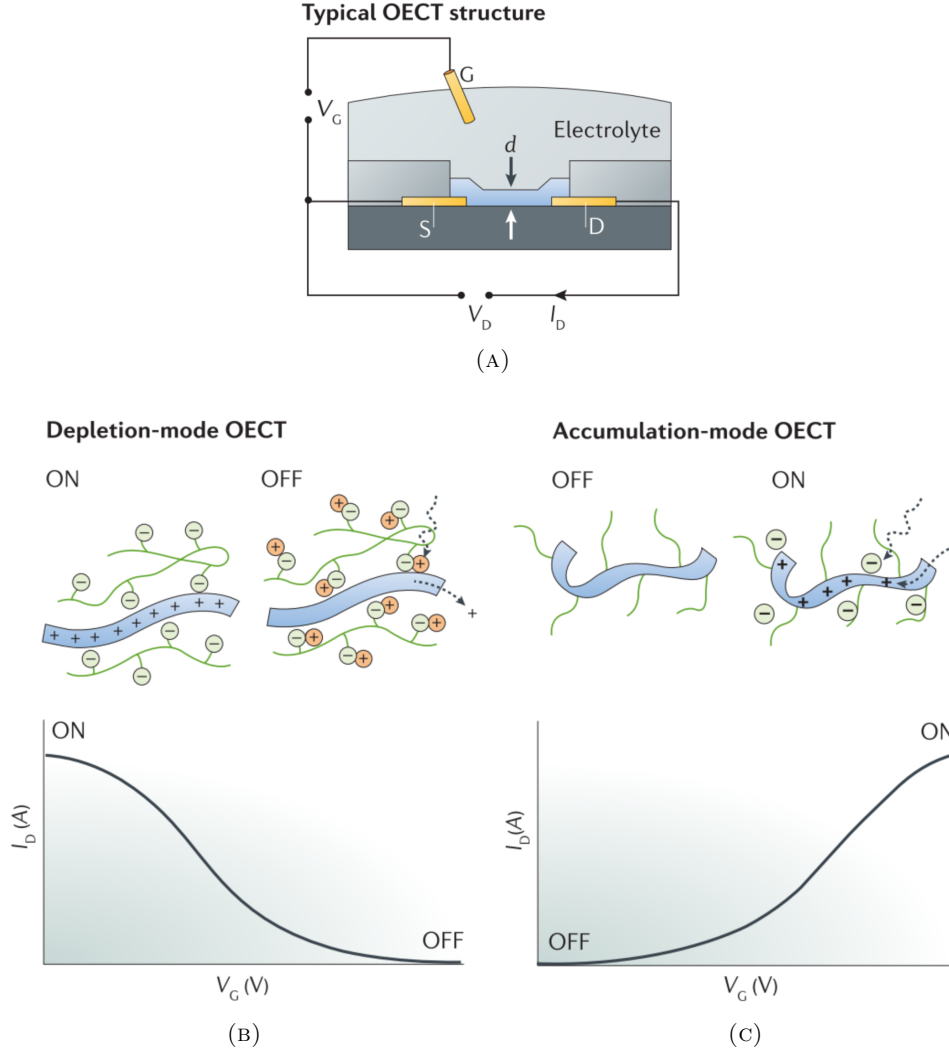 Typical OECT structure
G
V_G
Electrolyte
d
S
D
V_D
I_D
(A)
Depletion-mode OECT
ON
OFF
+
ON
OFF
I_D (A)
V_G (V)
(B)
Accumulation-mode OECT
OFF
ON
ON
OFF
I_D (A)
V_G (V)
(C)